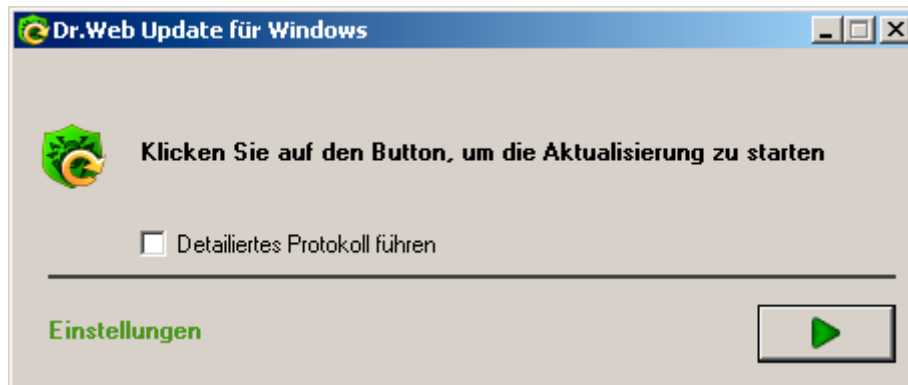 Dr.Web Update für Windows
Klicken Sie auf den Button, um die Aktualisierung zu starten
Detailiertes Protokoll führen
Einstellungen